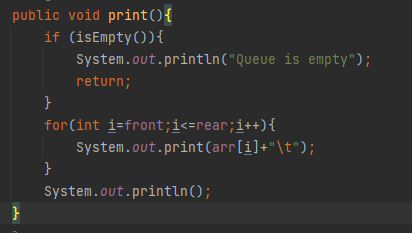 public void print(){
    if (isEmpty()){
        System.out.println("Queue is empty");
        return;
    }
    for(int i=front;i<=rear;i++){
        System.out.print(arr[i]+"\t");
    }
    System.out.println();
}